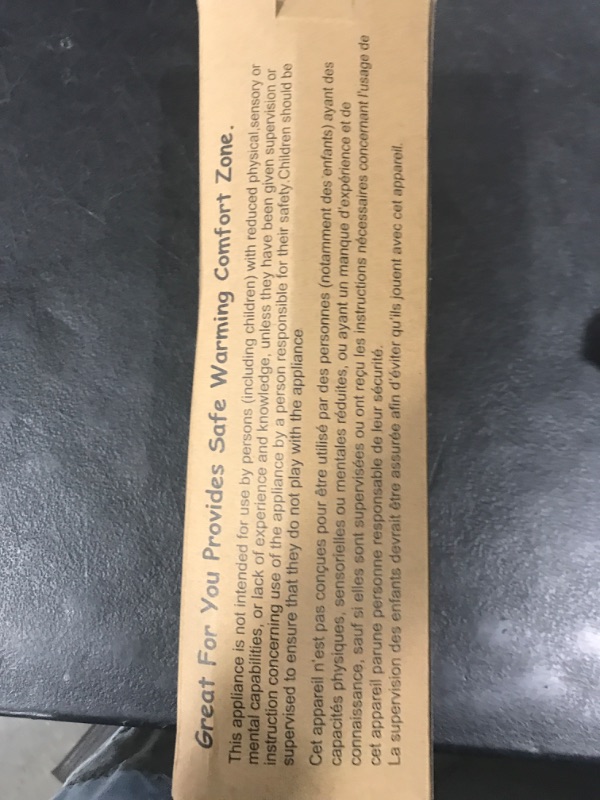 Great For You Provides Safe Warming Comfort Zone.
This appliance is not intended for use by persons (including children) with reduced physical,sensory or
mental capabilities, or lack of experience and knowledge, unless they have been given supervision or
instruction concerning use of the appliance by a person responsible for their safety.Children should be
supervised to ensure that they do not play with the appliance
Cet appareil n'est pas conçues pour être utilisé par des personnes (notamment des enfants) ayant des
capacités physiques, sensorielles ou mentales réduites, ou ayant un manque d'expérience et de
connaissance, sauf si elles sont supervisées ou ont reçu les instructions nécessaires concernant l'usage de
cet appareil parune personne responsable de leur sécurité.
La supervision des enfants devrait être assurée afin d'éviter qu'ils jouent avec cet appareil.